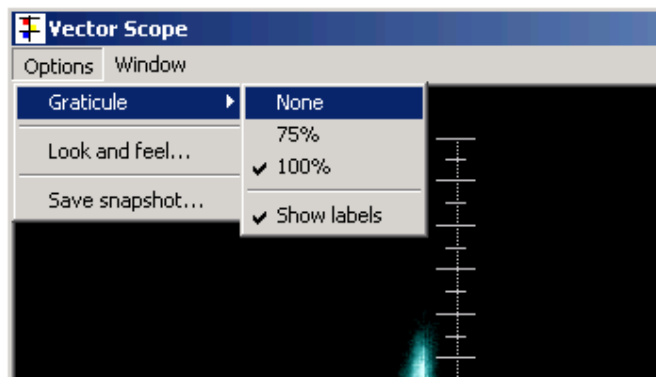 Vector Scope
Options Window
Graticule
None
75%
100%
Look and feel...
Save snapshot...
Show labels